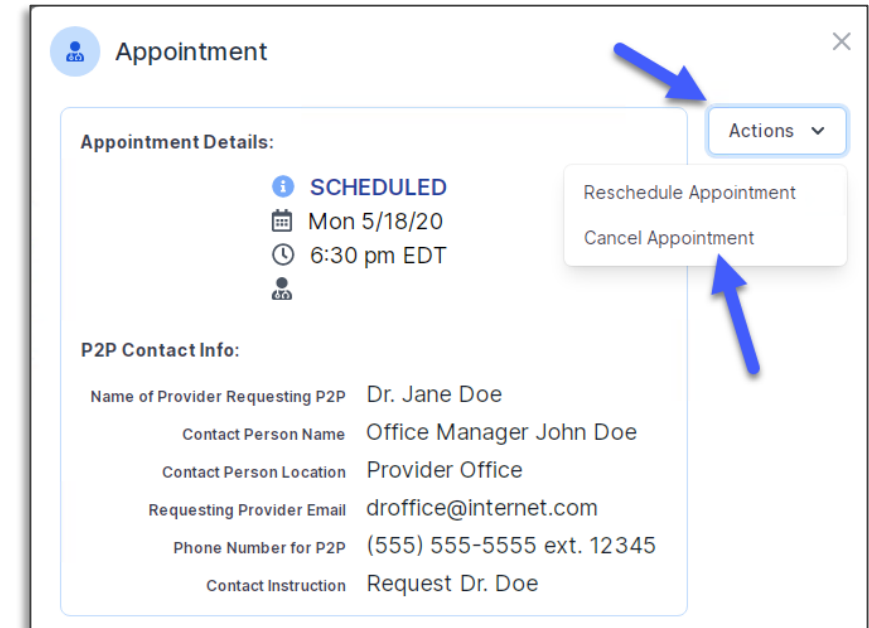 Appointment
Actions
Appointment Details:
SCHEDULED
Mon 5/18/20
6:30 pm EDT
Reschedule Appointment
Cancel Appointment
P2P Contact Info:
Name of Provider Requesting P2P Dr. Jane Doe
Contact Person Name Office Manager John Doe
Contact Person Location Provider Office
Requesting Provider Email droffice@internet.com
Phone Number for P2P (555) 555-5555 ext. 12345
Contact Instruction Request Dr. Doe